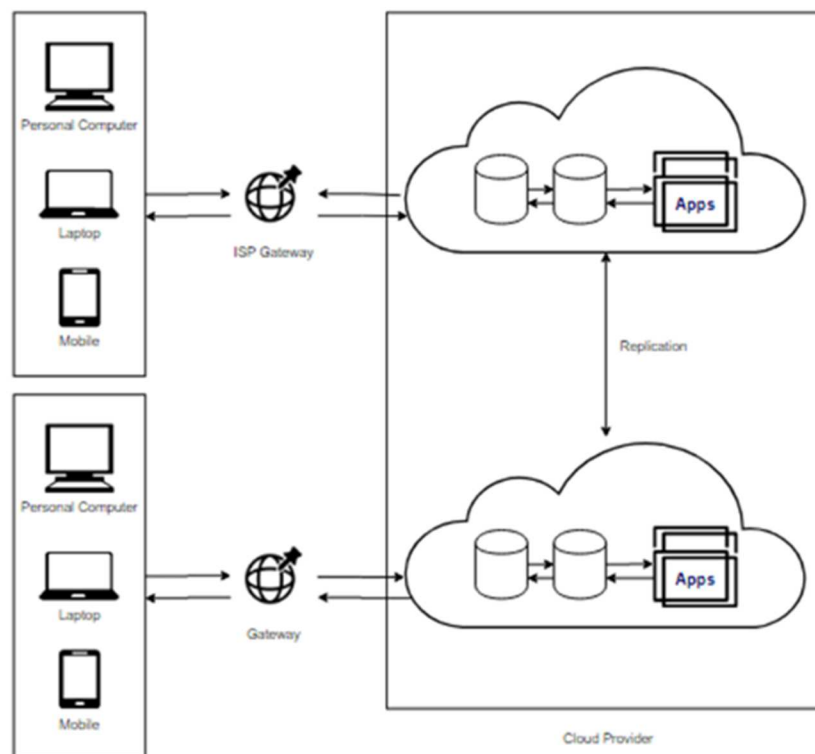 Personal Computer
Laptop
Mobile
ISP Gateway
Apps
Replication
Personal Computer
Laptop
Mobile
Gateway
Apps
Cloud Provider